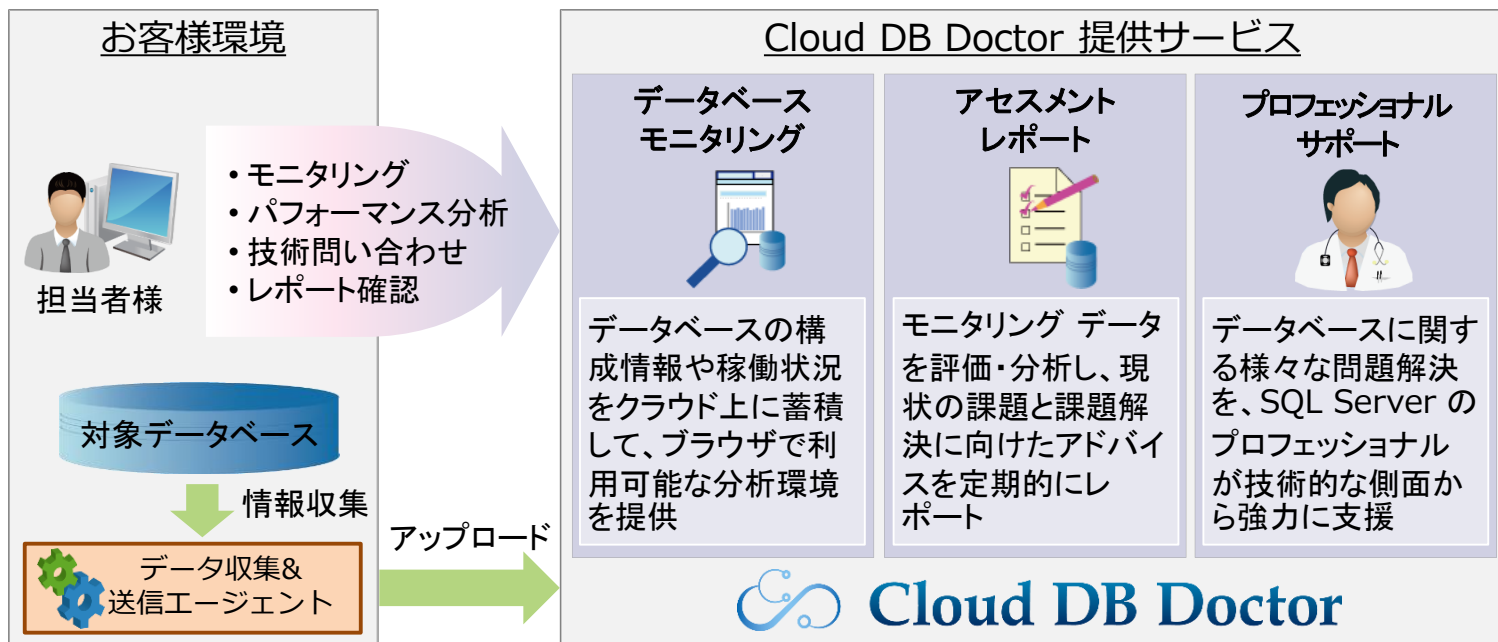 お客様環境
・モニタリング
・パフォーマンス分析
・技術問い合わせ
・レポート確認
担当者様
対象データベース
情報収集
データ収集&
送信エージェント
アップロード
Cloud DB Doctor 提供サービス
データベース
モニタリング
データベースの構
成情報や稼働状況
をクラウド上に蓄積
して、ブラウザで利
用可能な分析環境
を提供
アセスメント
レポート
モニタリング データ
を評価・分析し、現
状の課題と課題解
決に向けたアドバイ
スを定期的にレ
ポート
プロフェッショナル
サポート
データベースに関す
る様々な問題解決
を、SQL Server の
プロフェッショナル
が技術的な側面か
ら強力に支援
Cloud DB Doctor